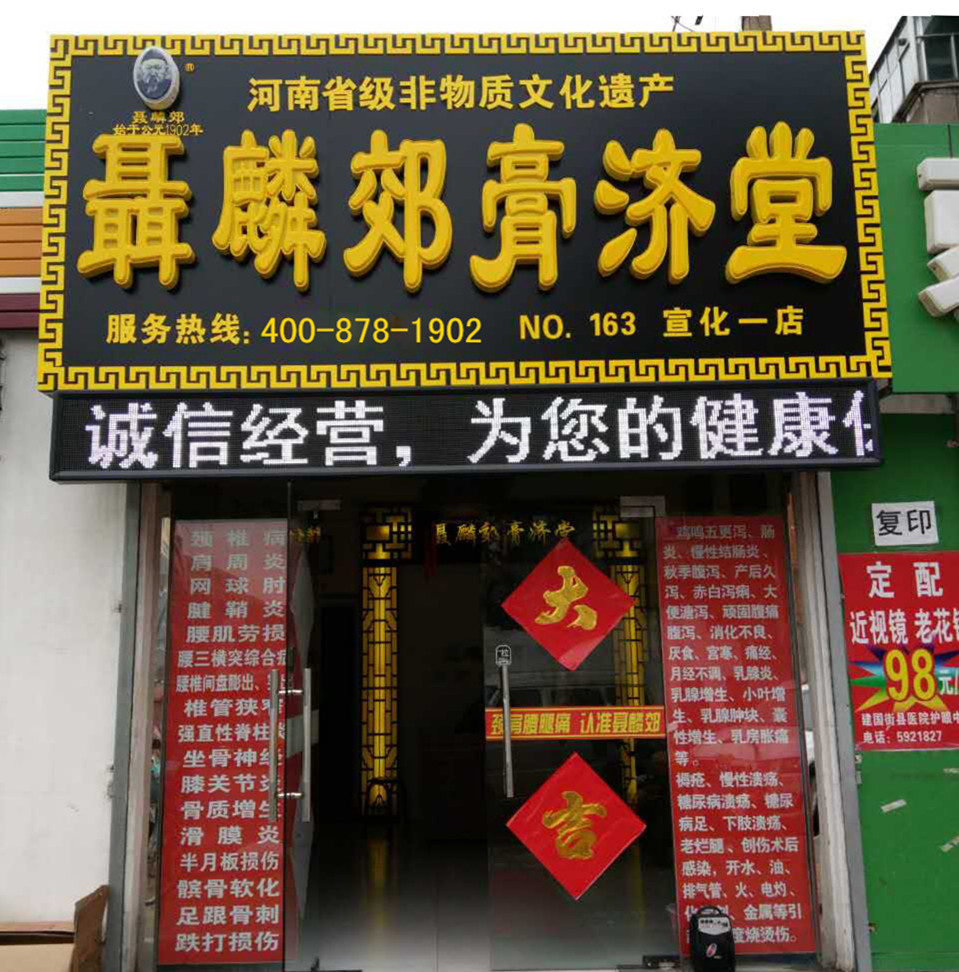 聂麟郊
始于公元1902年
河南省级非物质文化遗产
聂麟郊膏济堂
服务热线: 400-878-1902 NO. 163 宣化一店
诚信经营，为您的健康
聂麟郊膏济堂
颈椎病
肩周炎
网球肘
腱鞘炎
腰肌劳损
腰三横突综合
腰椎间盘膨出、
椎管狭窄
强直性脊柱
坐骨神经
膝关节炎
骨质增生
滑膜炎
半月板损伤
髌骨软化
足跟骨刺
跌打损伤
大
吉
颈肩腰腿痛 认准聂麟郊
鸡鸣五更泻、肠
炎、慢性结肠炎、
秋季腹泻、产后久
泻、赤白泻痢、大
便溏泻、顽固腹痛
腹泻、消化不良、
厌食、宫寒、痛经、
月经不调、乳腺炎、
乳腺增生、小叶增
生、乳腺肿块、囊
性增生、乳房胀痛
等。
褥疮、慢性溃疡、
糖尿病溃疡、糖尿
病足、下肢溃疡、
老烂腿、创伤术后
感染，开水、油、
排气管、火、电灼、
化 、金属等引
度烧烫伤。
复印
定配
近视镜 老花镜
98元
建国街县医院护眼中
电话：5921827